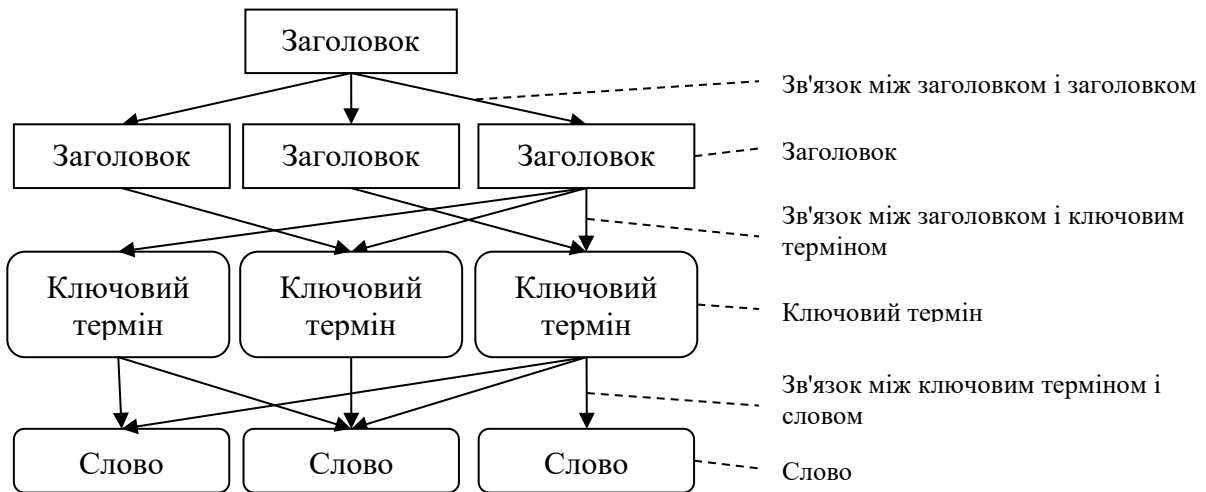 Заголовок
Зв'язок між заголовком і заголовком
Заголовок
Заголовок
Заголовок
Заголовок
Зв'язок між заголовком і ключовим
терміном
Ключовий
термін
Ключовий
термін
Ключовий
термін
Ключовий термін
Зв'язок між ключовим терміном і
словом
Слово
Слово
Слово
Слово